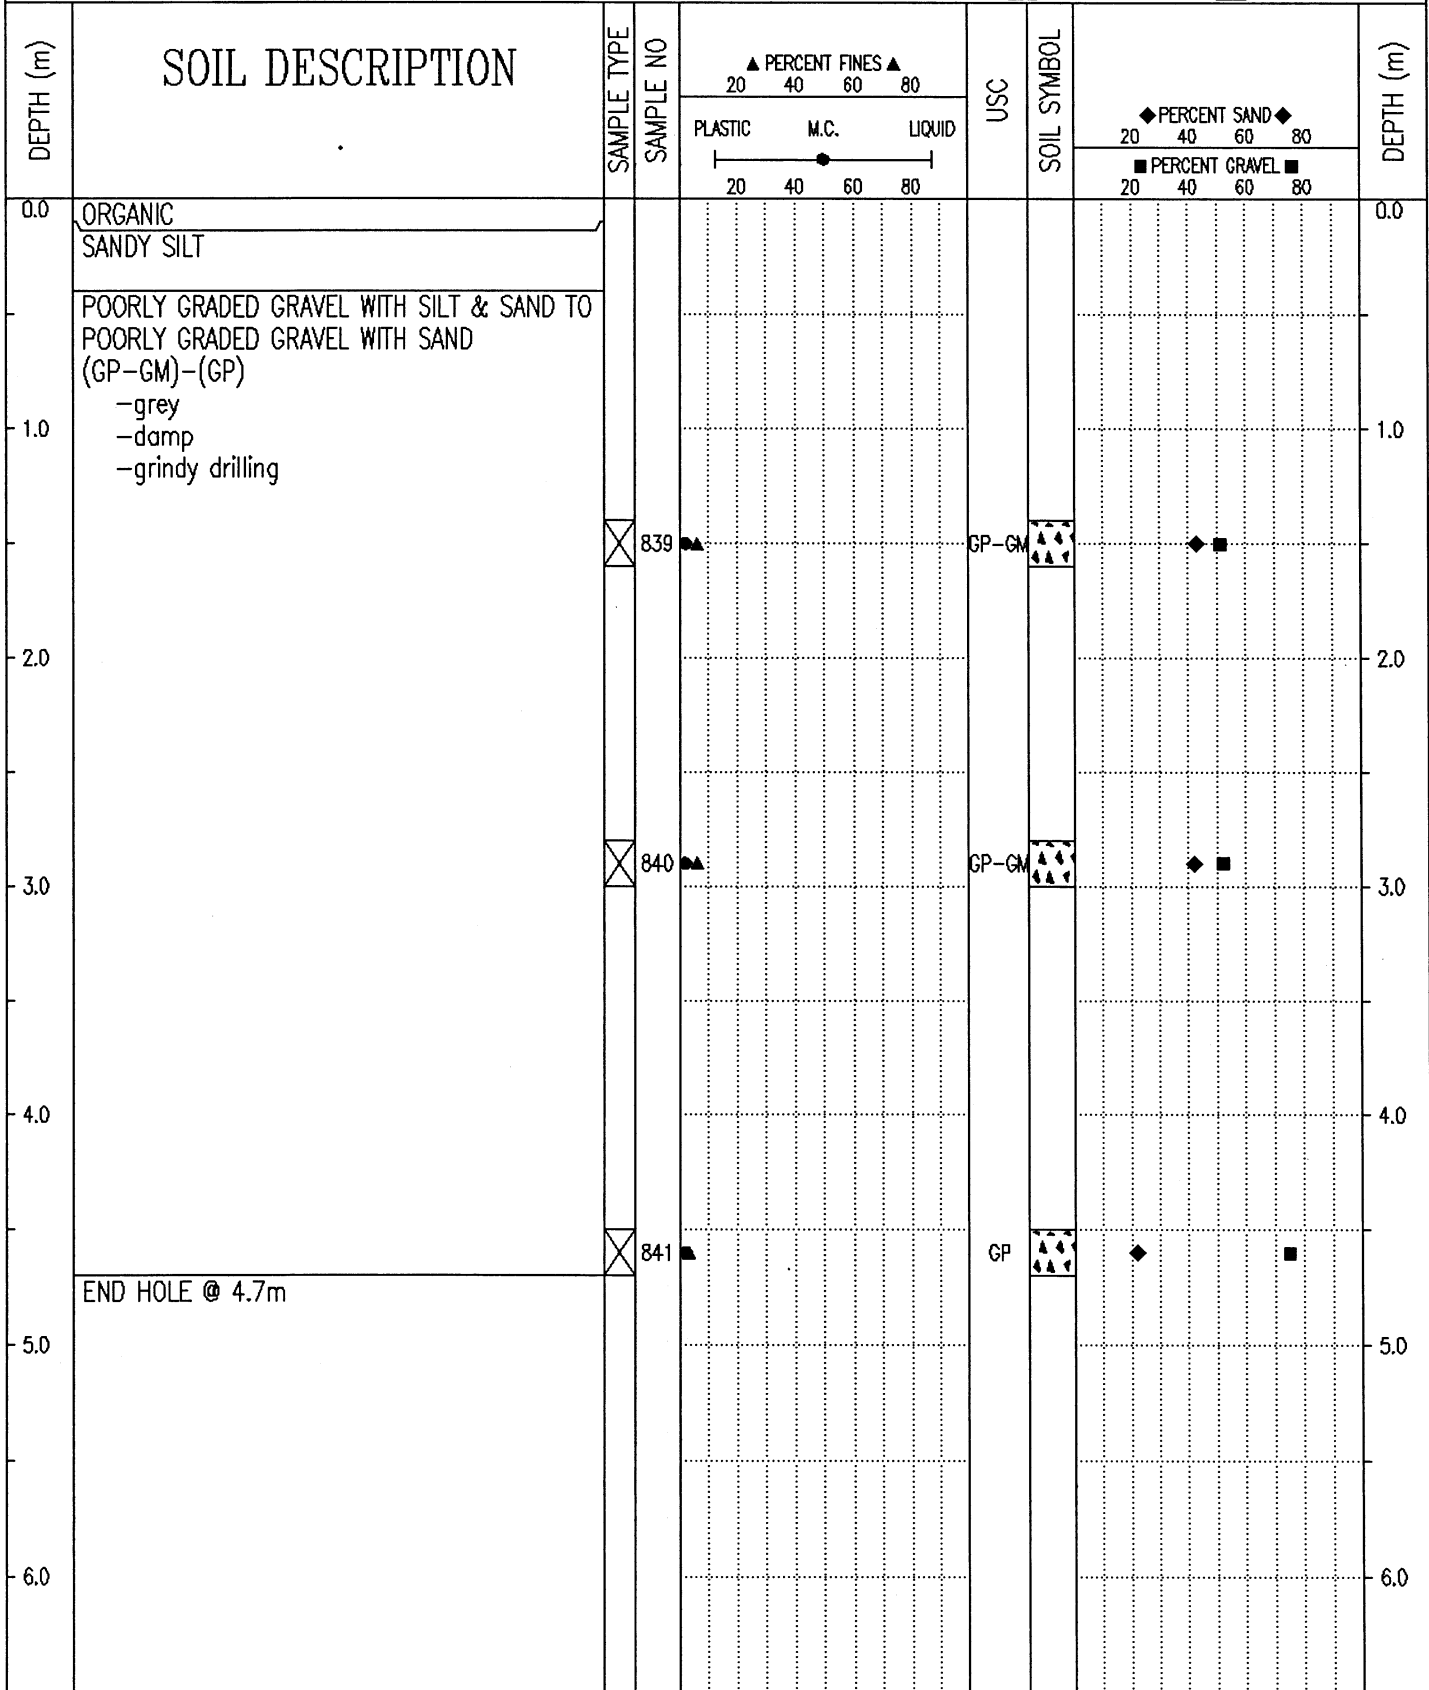 DEPTH (m)
SOIL DESCRIPTION
SAMPLE TYPE
SAMPLE NO
▲ PERCENT FINES ▲
20 40 60 80
PLASTIC M.C. LIQUID
20 40 60 80
USC
SOIL SYMBOL
◆ PERCENT SAND ◆
20 40 60 80
■ PERCENT GRAVEL ■
20 40 60 80
DEPTH (m)
0.0 ORGANIC 0.0
SANDY SILT
POORLY GRADED GRAVEL WITH SILT & SAND TO
POORLY GRADED GRAVEL WITH SAND
(GP-GM)-(GP)
-grey
1.0 -damp 1.0
-grindy drilling
839 GP-GM
2.0 2.0
840 GP-GM
3.0 3.0
4.0 4.0
841 GP
END HOLE @ 4.7m
5.0 5.0
6.0 6.0